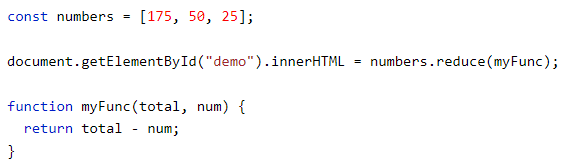 const numbers = [175, 50, 25];
document.getElementById("demo").innerHTML = numbers.reduce(myFunc);
function myFunc(total, num) {
  return total - num;
}